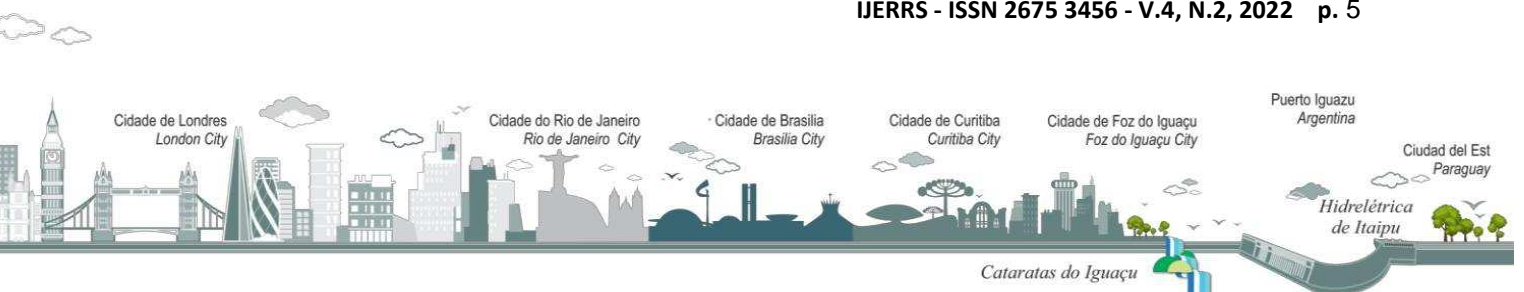 IJERRS - ISSN 2675 3456 - V.4, N.2, 2022 p. 5
Cidade de Londres
London City
Cidade do Rio de Janeiro
Rio de Janeiro City
Cidade de Brasilia
Brasilia City
Cidade de Curitiba
Curitiba City
Cidade de Foz do Iguaçu
Foz do Iguaçu City
Puerto Iguazu
Argentina
Ciudad del Est
Paraguay
Hidrelétrica
de Itaipu
Cataratas do Iguaçu